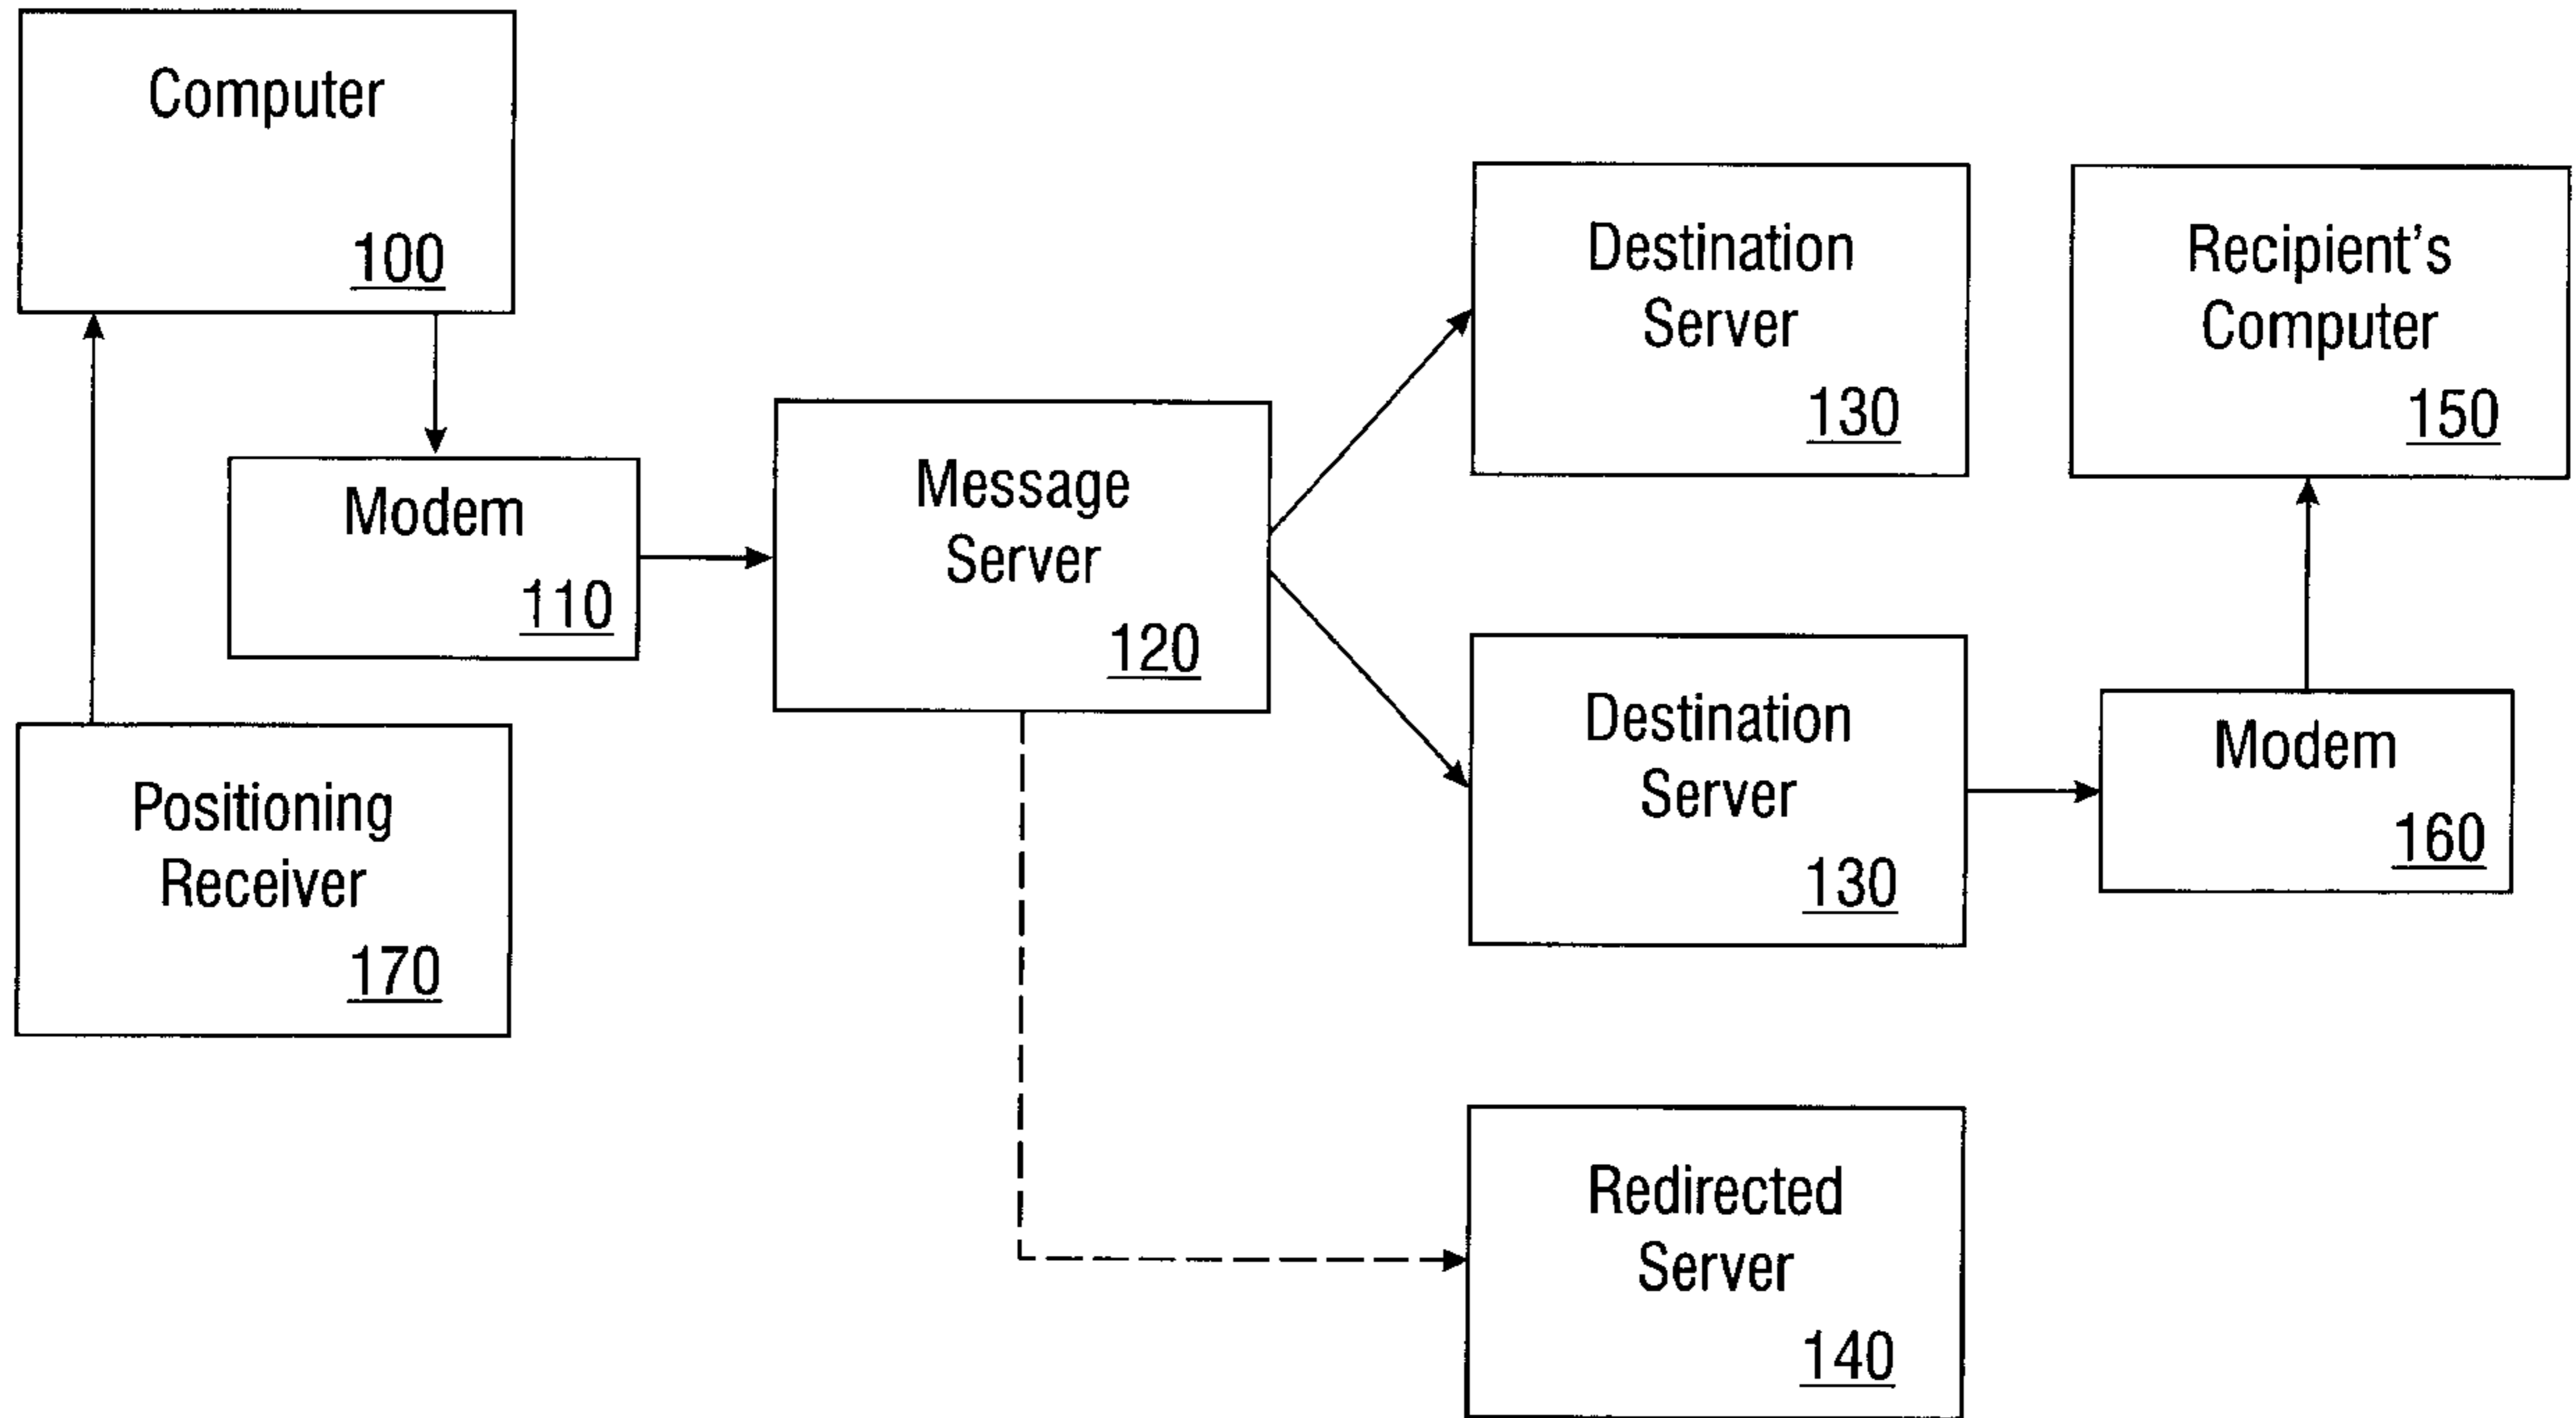 Computer
100
Modem
110
Positioning
Receiver
170
Message
Server
120
Destination
Server
130
Destination
Server
130
Redirected
Server
140
Recipient's
Computer
150
Modem
160